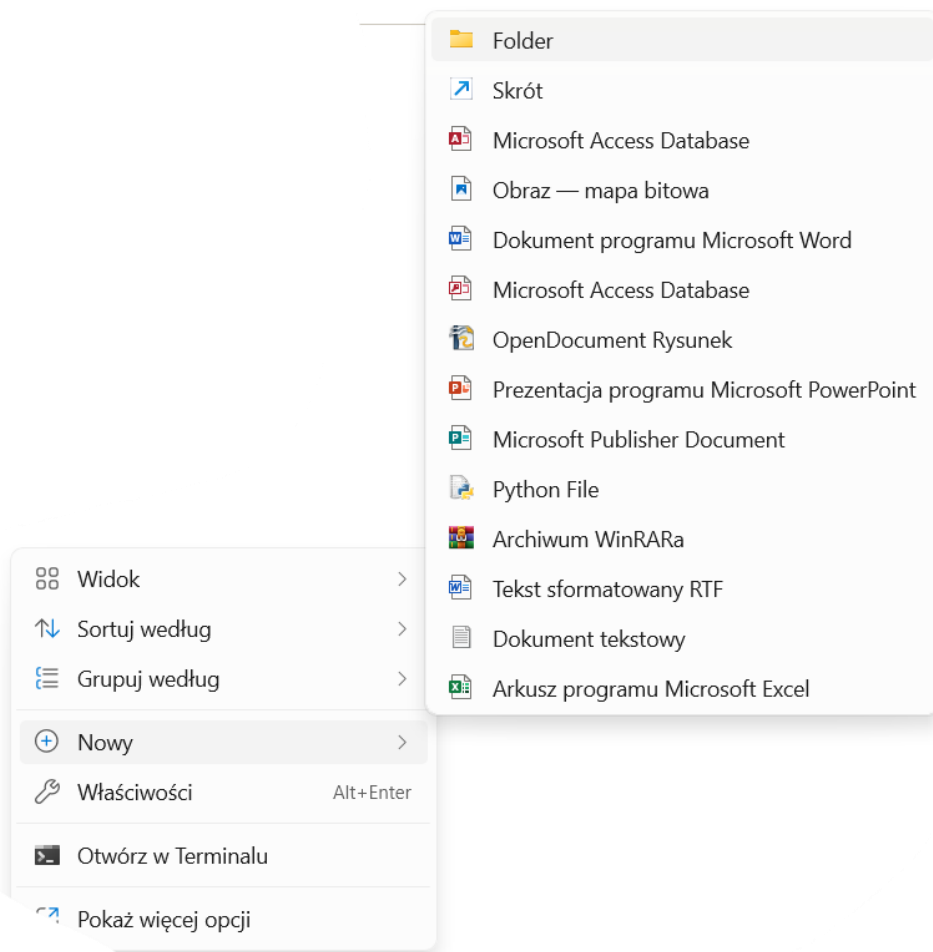 Folder
Skrót
Microsoft Access Database
Obraz — mapa bitowa
Dokument programu Microsoft Word
Microsoft Access Database
OpenDocument Rysunek
Prezentacja programu Microsoft PowerPoint
Microsoft Publisher Document
Python File
Archiwum WinRARa
Tekst sformatowany RTF
Dokument tekstowy
Arkusz programu Microsoft Excel
Widok
Sortuj według
Grupuj według
Nowy
Właściwości Alt+Enter
Otwórz w Terminalu
Pokaż więcej opcji